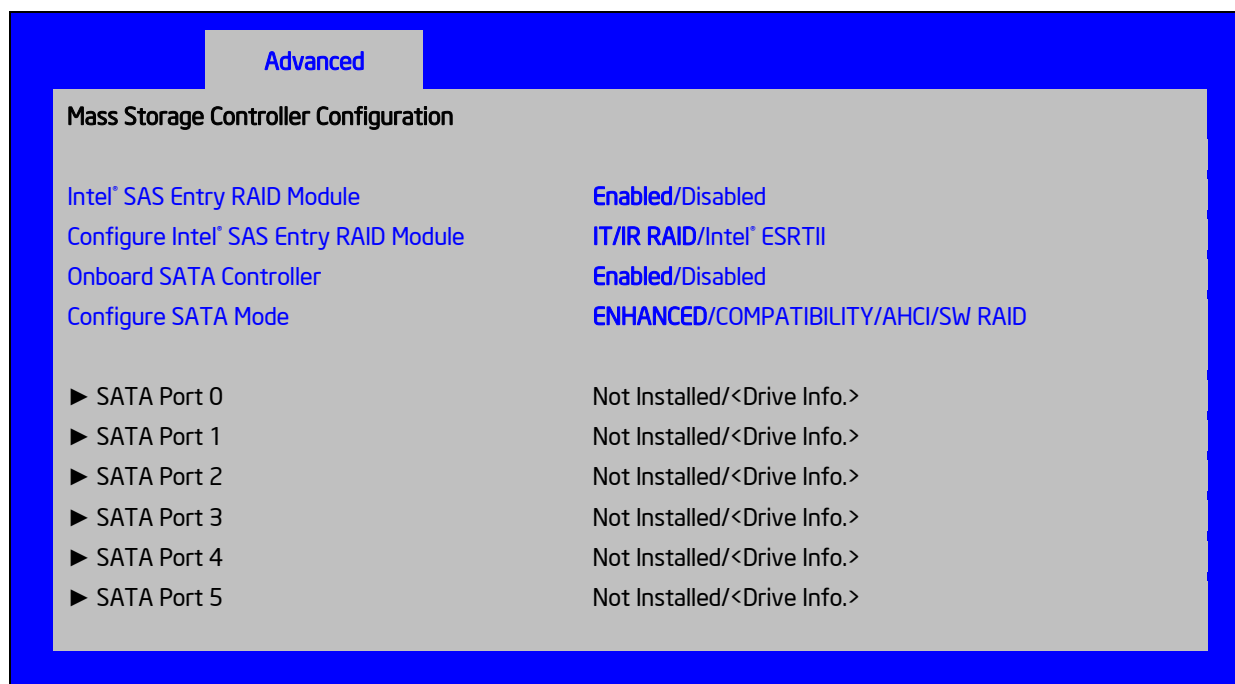 Advanced
Mass Storage Controller Configuration
Intel® SAS Entry RAID Module Enabled/Disabled
Configure Intel® SAS Entry RAID Module IT/IR RAID/Intel® ESRTII
Onboard SATA Controller Enabled/Disabled
Configure SATA Mode ENHANCED/COMPATIBILITY/AHCI/SW RAID
► SATA Port 0 Not Installed/<Drive Info.>
► SATA Port 1 Not Installed/<Drive Info.>
► SATA Port 2 Not Installed/<Drive Info.>
► SATA Port 3 Not Installed/<Drive Info.>
► SATA Port 4 Not Installed/<Drive Info.>
► SATA Port 5 Not Installed/<Drive Info.>